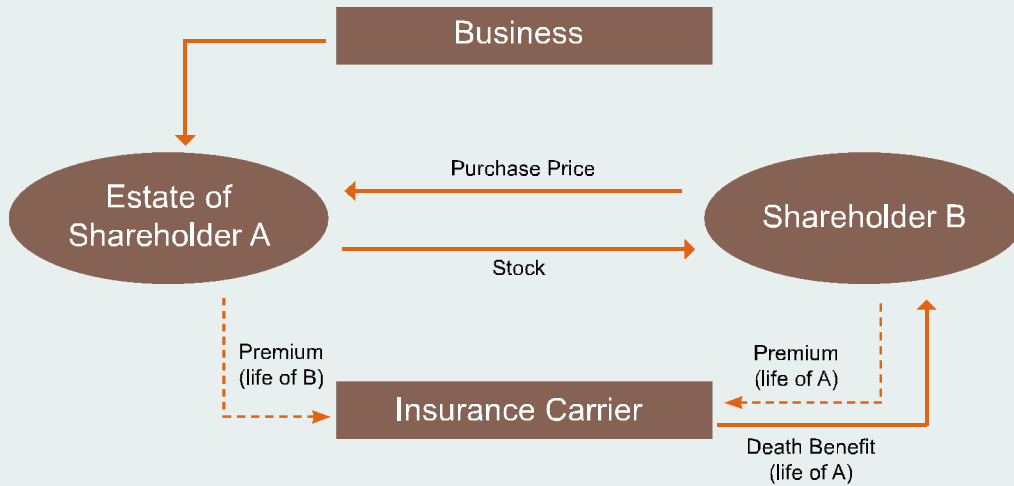 Business
Purchase Price
Estate of
Shareholder A
Shareholder B
Stock
Premium
(life of B)
Premium
(life of A)
Insurance Carrier
Death Benefit
(life of A)